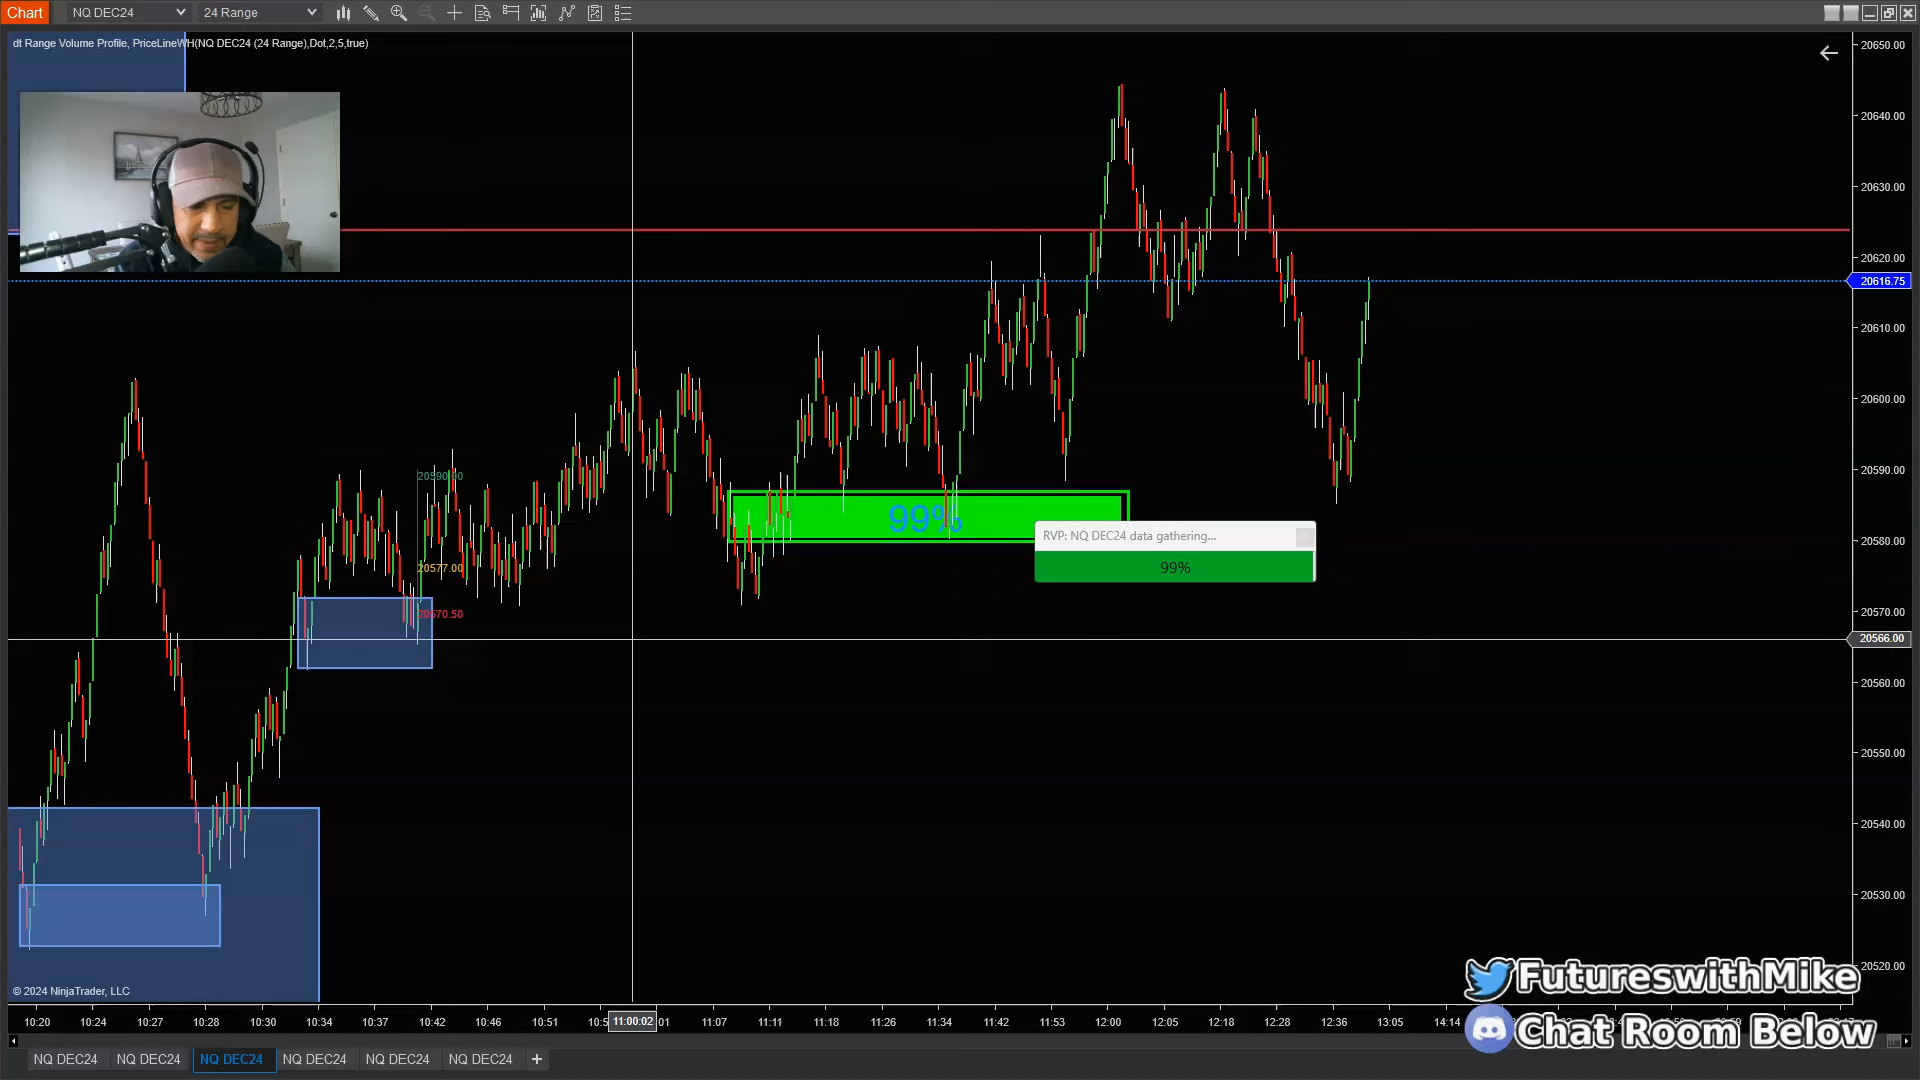 Chart NQ DEC24 24 Range
dt Range Volume Profile, PriceLineWH(NQ DEC24 (24 Range),Dot,2,5,true)
20650.00
20640.00
20630.00
20620.00
20616.75
20610.00
20600.00
20590.00
20580.00
20570.00
20566.00
20560.00
20550.00
20540.00
20530.00
20520.00
20590.00
20577.00
20570.50
99%
RVP: NQ DEC24 data gathering...
99%
FutureswithMike
Chat Room Below
© 2024 NinjaTrader, LLC
10:20 10:24 10:27 10:28 10:30 10:34 10:37 10:42 10:46 10:51 10:5 11:00:02 01 11:07 11:11 11:18 11:26 11:34 11:42 11:53 12:00 12:05 12:18 12:28 12:36 13:05 14:14
NQ DEC24 NQ DEC24 NQ DEC24 NQ DEC24 NQ DEC24 NQ DEC24 +